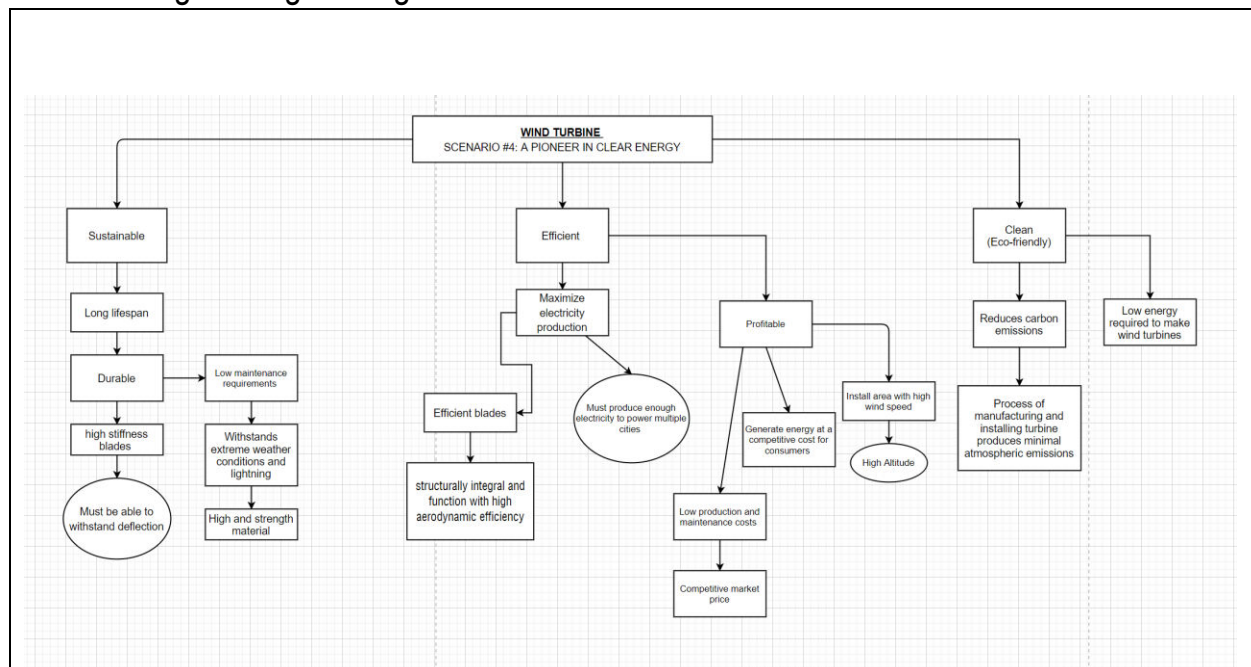 WIND TURBINE
SCENARIO #4: A PIONEER IN CLEAR ENERGY
Sustainable
Efficient
Clean
(Eco-friendly)
Long lifespan
Maximize
electricity
production
Profitable
Reduces carbon
emissions
Low energy
required to make
wind turbines
Durable
Low maintenance
requirements
Efficient blades
Must produce enough
electricity to power multiple
cities
Install area with high
wind speed
Process of
manufacturing and
installing turbine
produces minimal
atmospheric emissions
high stiffness
blades
Withstands
extreme weather
conditions and
lightning
Generate energy at a
competitive cost for
consumers
High Altitude
structurally integral and
function with high
aerodynamic efficiency
Must be able to
withstand deflection
High and strength
material
Low production and
maintenance costs
Competitive market
price